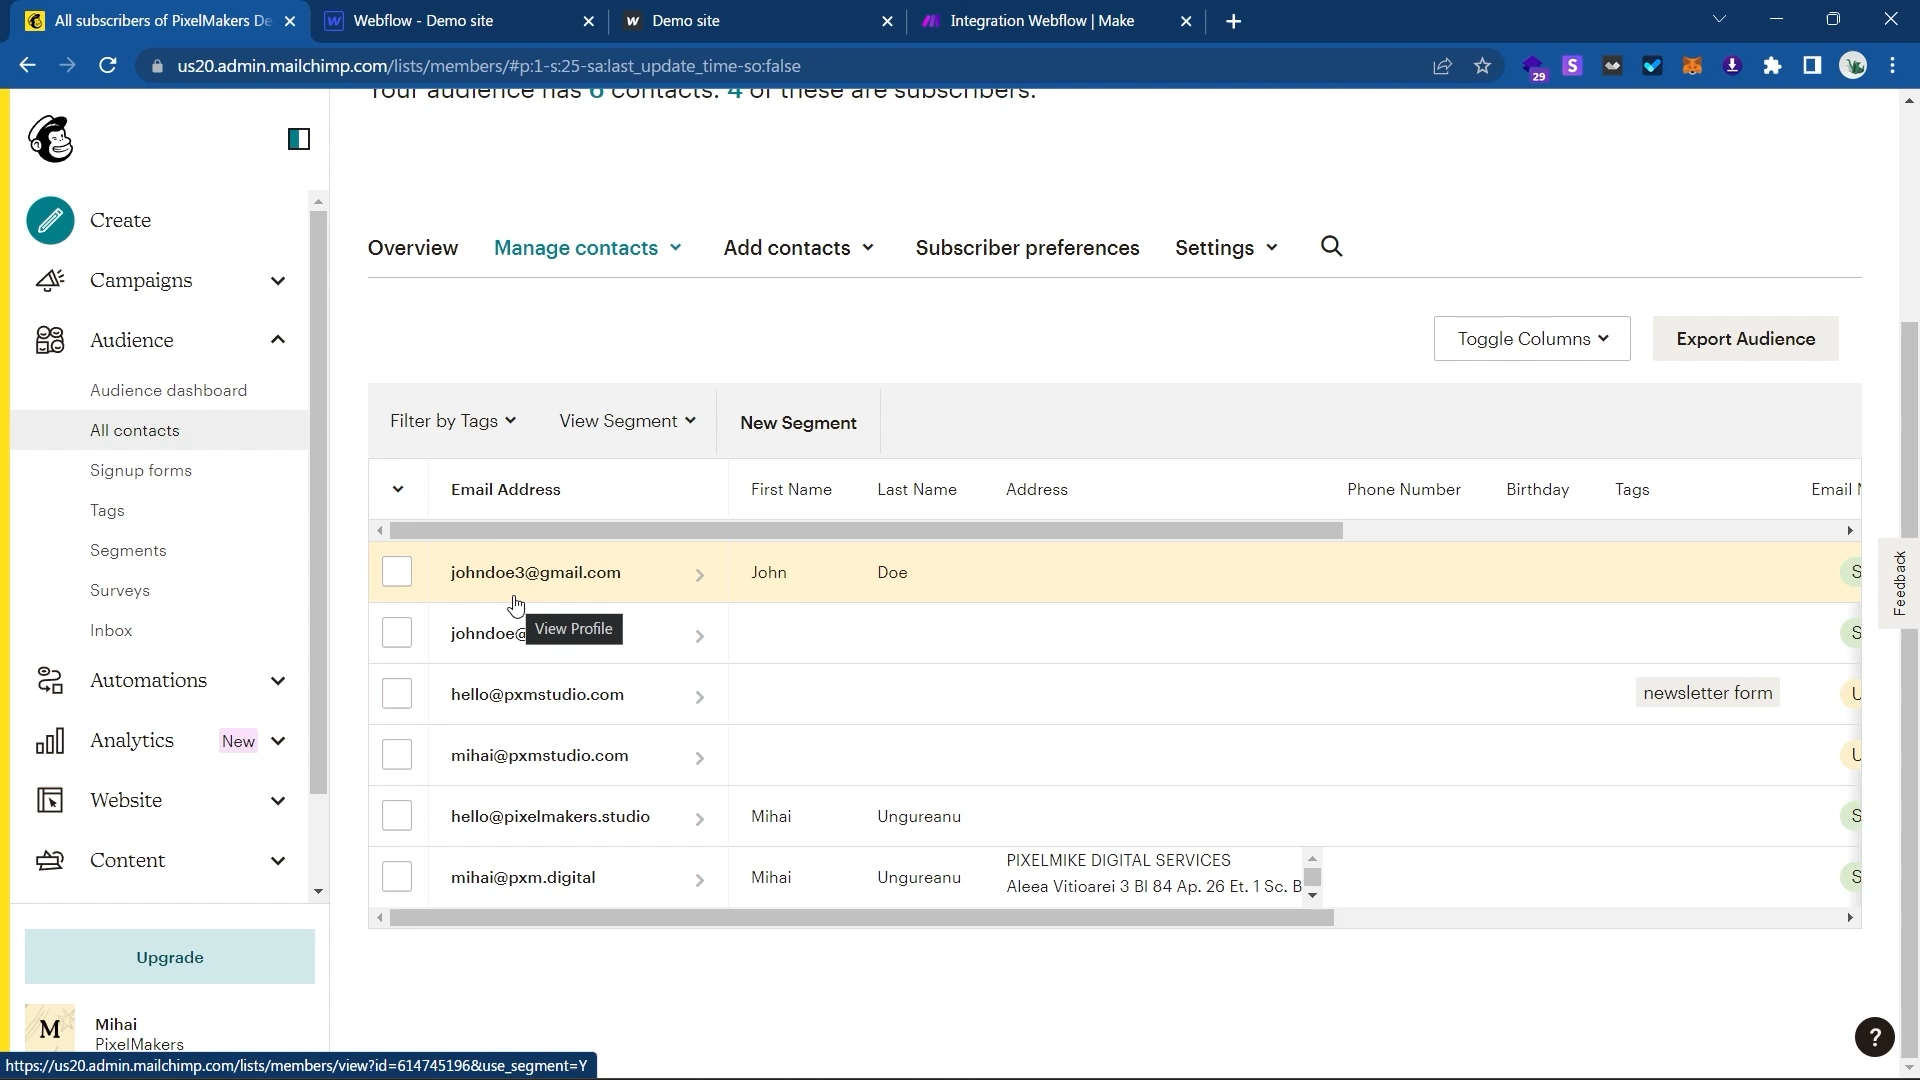 All subscribers of PixelMakers De
Webflow - Demo site
Demo site
Integration Webflow | Make
us20.admin.mailchimp.com/lists/members/#p:1-s:25-sa:last_update_time-so:false
29
S
Your audience has 6 contacts. 4 of these are subscribers.
Create
Campaigns
Audience
Audience dashboard
All contacts
Signup forms
Tags
Segments
Surveys
Inbox
Automations
Analytics New
Website
Content
Upgrade
M
Mihai
PixelMakers
Overview
Manage contacts
Add contacts
Subscriber preferences
Settings
Toggle Columns
Export Audience
Filter by Tags
View Segment
New Segment
Email Address First Name Last Name Address Phone Number Birthday Tags Email
johndoe3@gmail.com John Doe S
johndoe@ S
View Profile
hello@pxmstudio.com newsletter form U
mihai@pxmstudio.com U
hello@pixelmakers.studio Mihai Ungureanu S
mihai@pxm.digital Mihai Ungureanu S
PIXELMIKE DIGITAL SERVICES
Aleea Vitioarei 3 Bl 84 Ap. 26 Et. 1 Sc. B
Feedback
?
https://us20.admin.mailchimp.com/lists/members/view?id=614745196&use_segment=Y